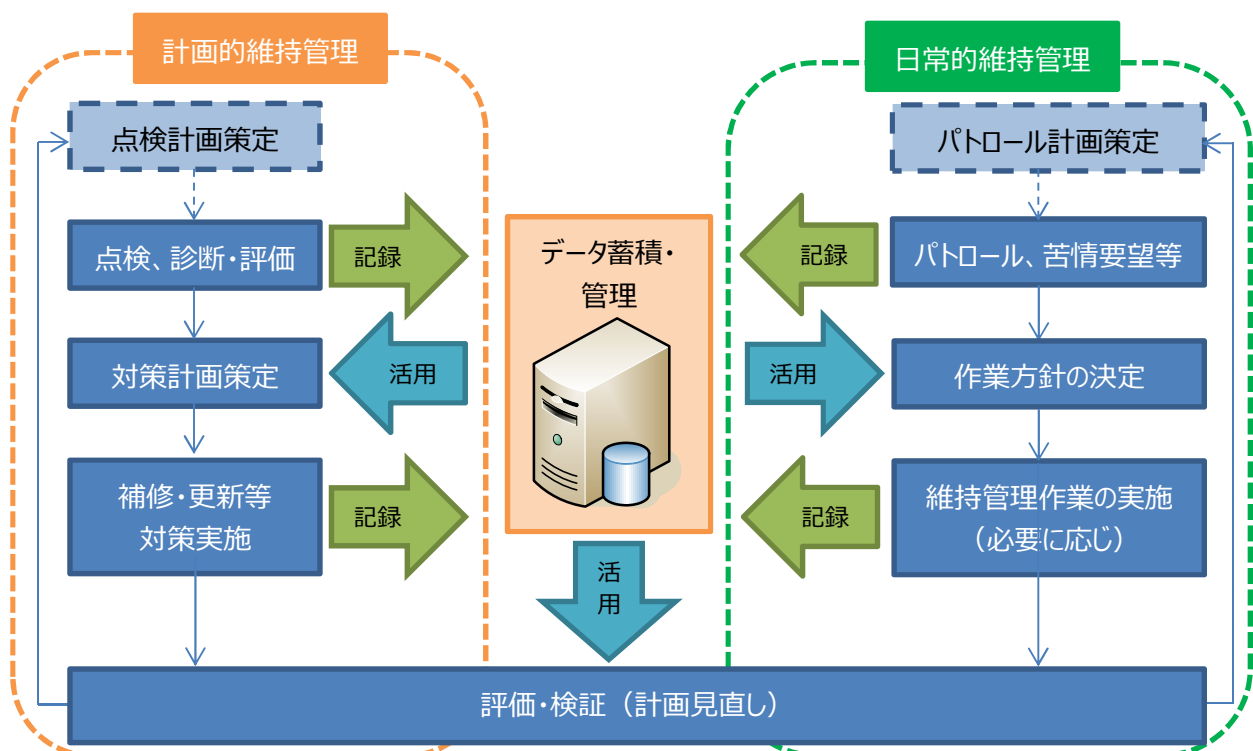 計画的維持管理
点検計画策定
点検、診断・評価
記録
対策計画策定
活用
補修・更新等
対策実施
記録
データ蓄積・
管理
活
用
日常的維持管理
パトロール計画策定
記録
パトロール、苦情要望等
活用
作業方針の決定
記録
維持管理作業の実施
（必要に応じ）
評価・検証（計画見直し）